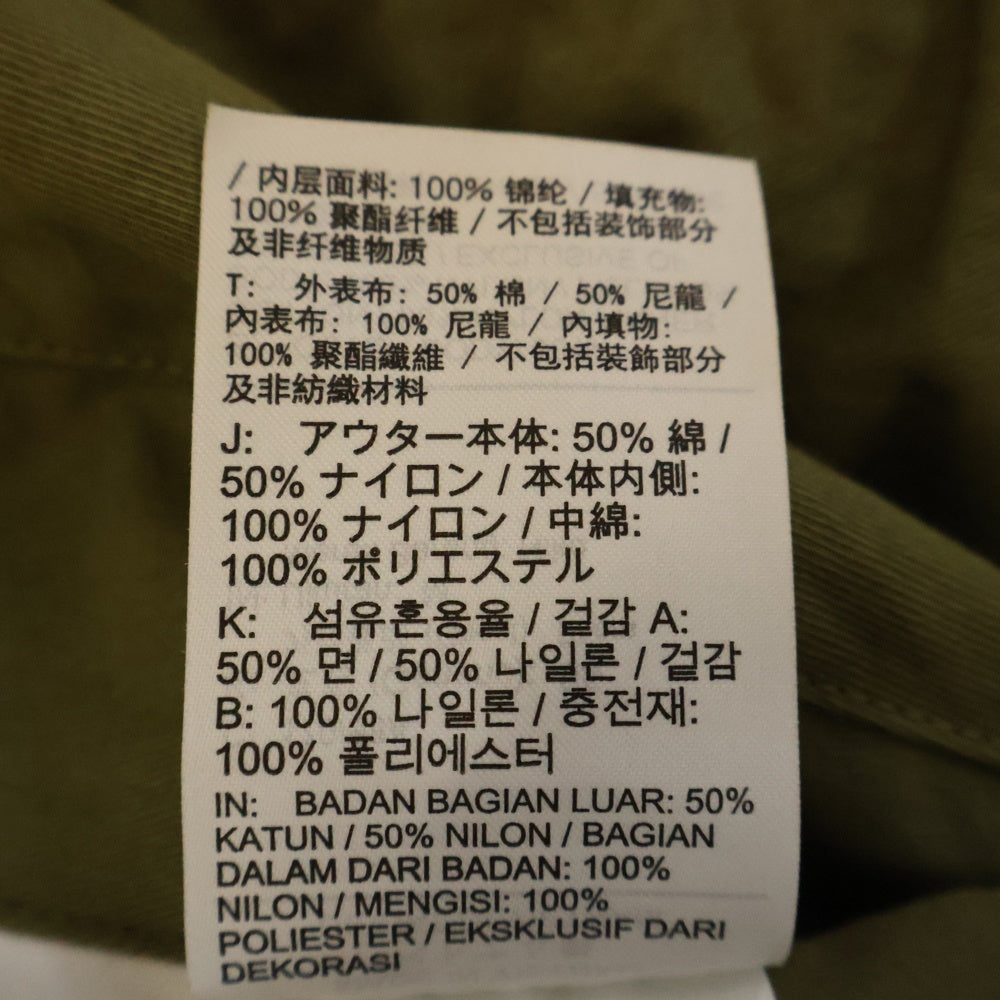 / 内层面料: 100% 锦纶 / 填充物:
100% 聚酯纤维 / 不包括装饰部分
及非纤维物质
T: 外表布: 50% 棉 / 50% 尼龍 /
內表布: 100% 尼龍 / 內填物:
100% 聚酯纖維 / 不包括裝飾部分
及非紡織材料
J: アウター本体: 50% 綿 /
50% ナイロン / 本体内側:
100% ナイロン / 中綿:
100% ポリエステル
K: 섬유혼용율 / 겉감 A:
50% 면 / 50% 나일론 / 겉감
B: 100% 나일론 / 충전재:
100% 폴리에스터
IN: BADAN BAGIAN LUAR: 50%
KATUN / 50% NILON / BAGIAN
DALAM DARI BADAN: 100%
NILON / MENGISI: 100%
POLIESTER / EKSKLUSIF DARI
DEKORASI